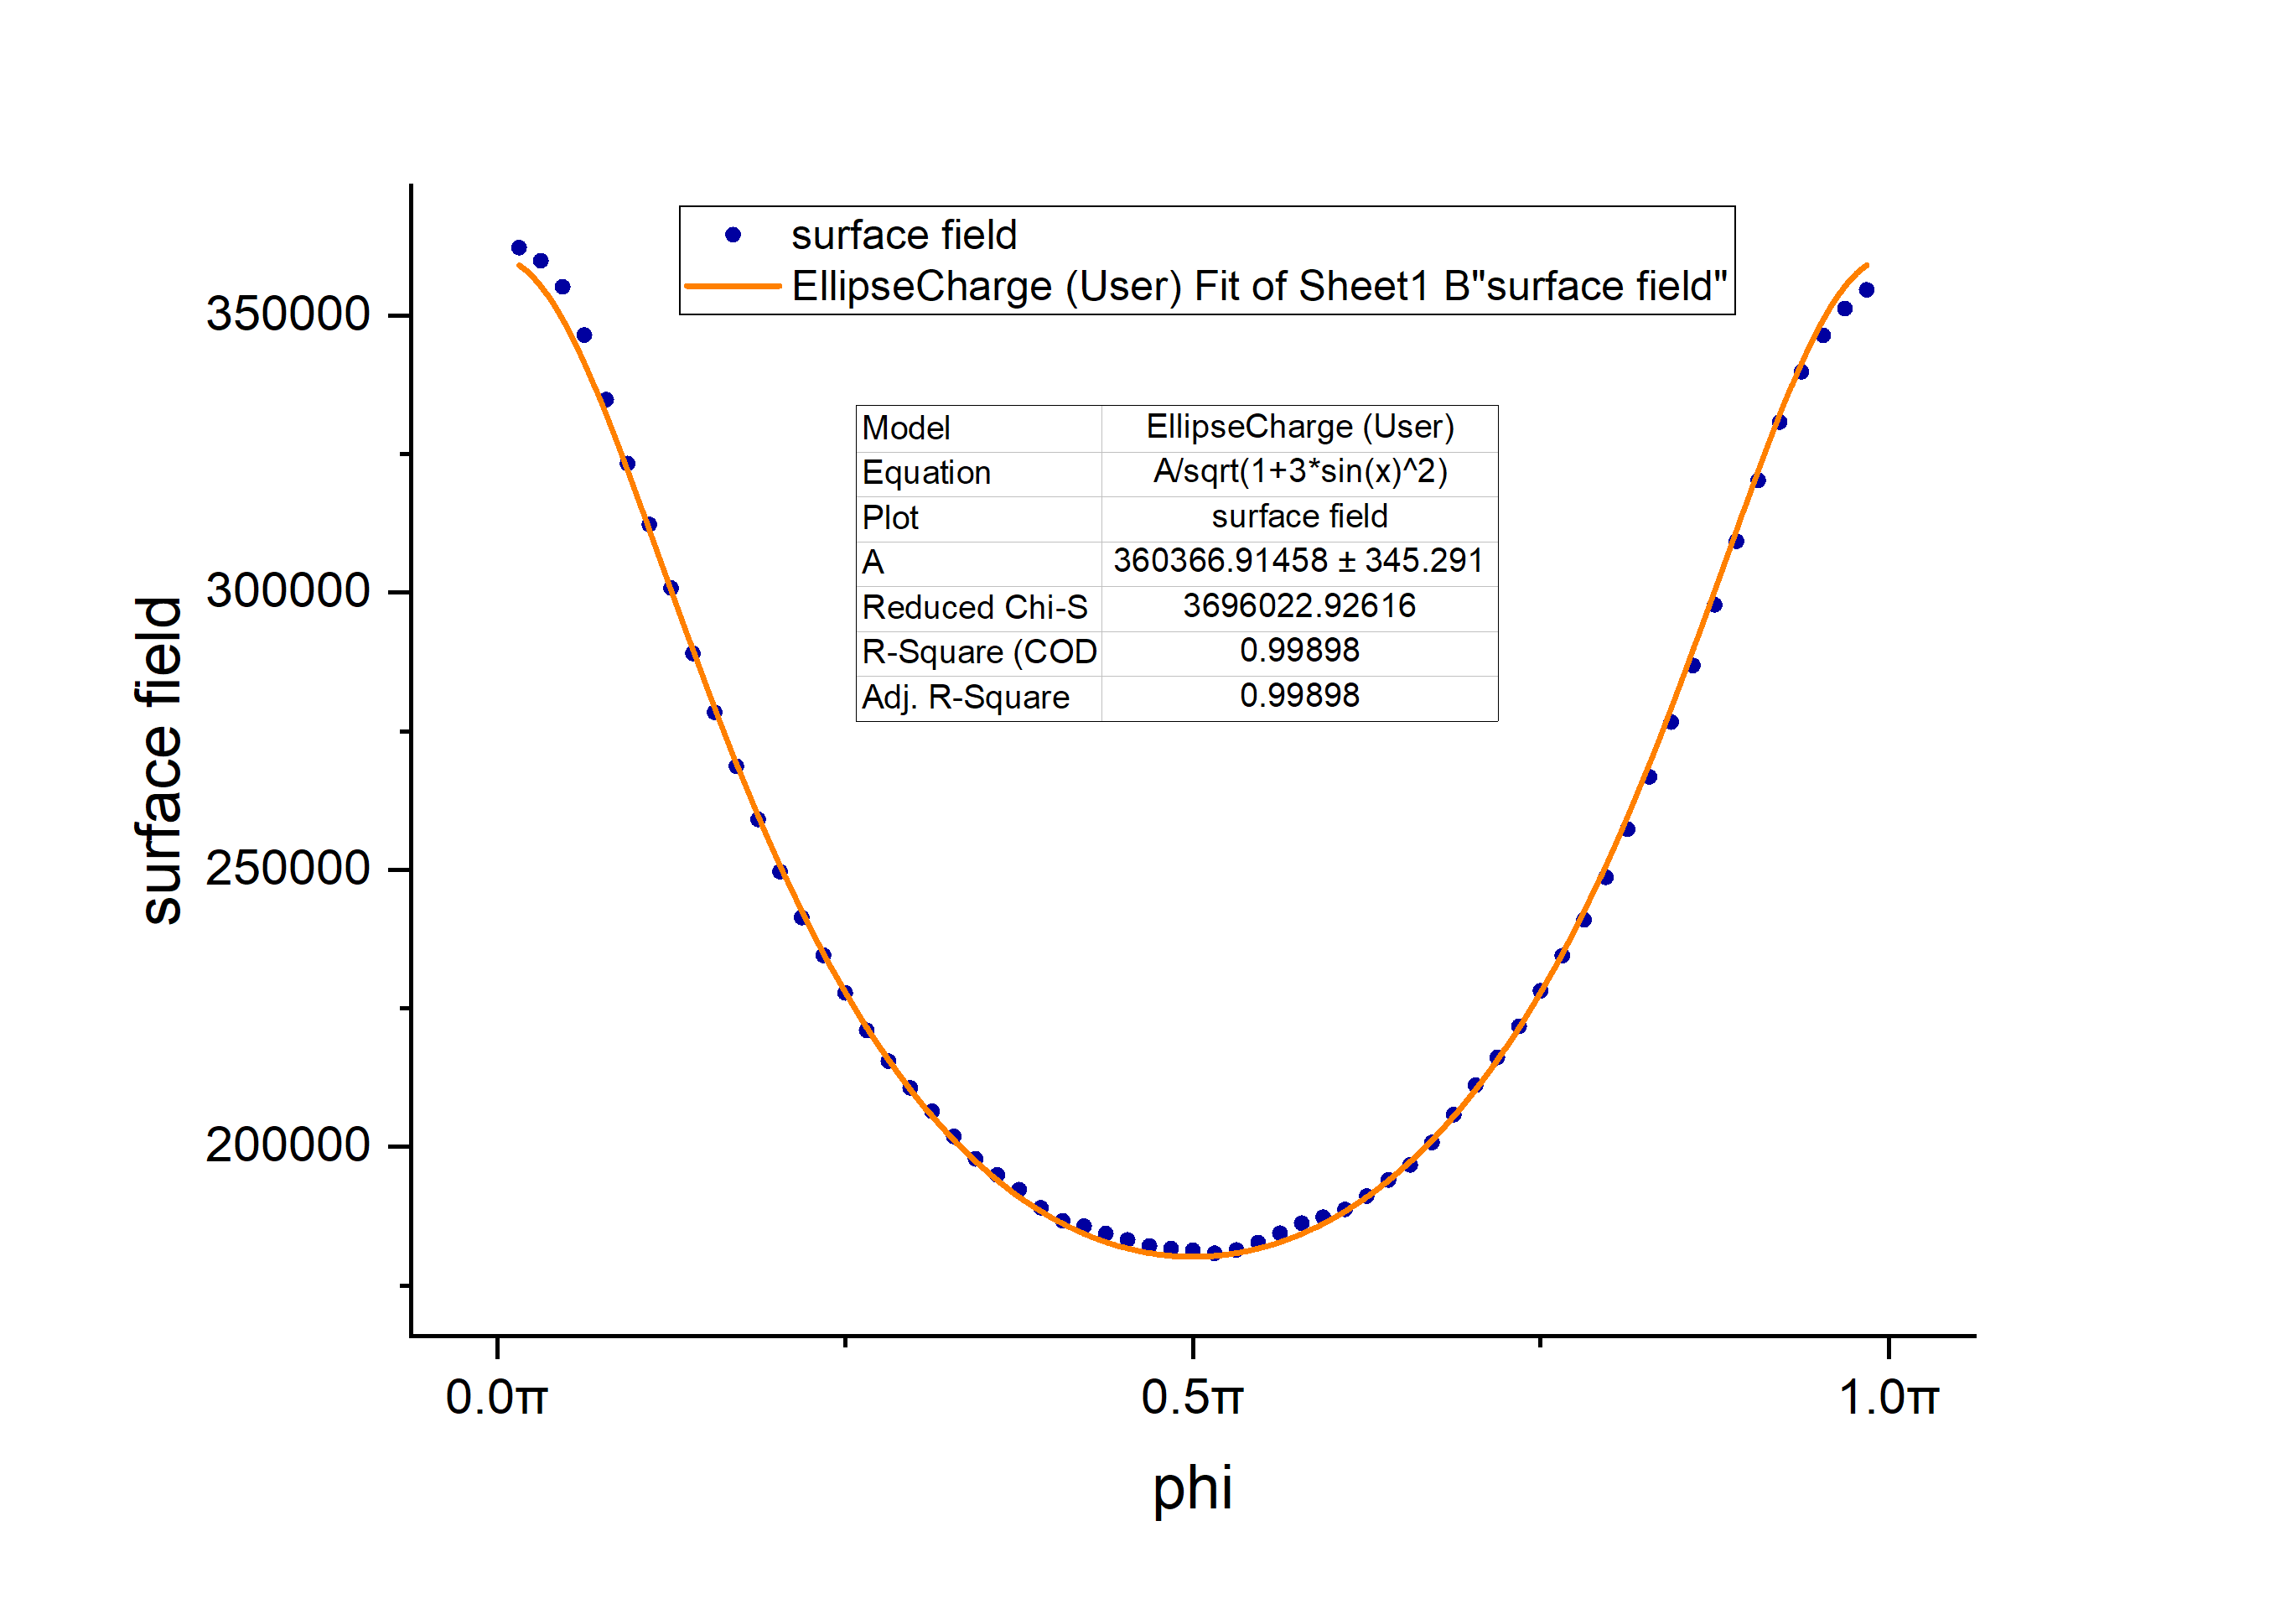 surface field
EllipseCharge (User) Fit of Sheet1 B"surface field"
350000
300000
250000
200000
surface field
Model EllipseCharge (User)
Equation A/sqrt(1+3*sin(x)^2)
Plot surface field
A 360366.91458 ± 345.291
Reduced Chi-S 3696022.92616
R-Square (COD 0.99898
Adj. R-Square 0.99898
0.0π 0.5π 1.0π
phi